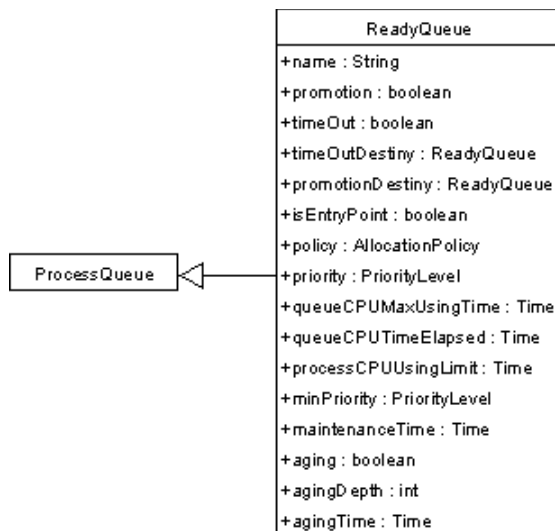 ReadyQueue
+name : String
+promotion : boolean
+timeOut : boolean
+timeOutDestiny : ReadyQueue
+promotionDestiny : ReadyQueue
+isEntryPoint : boolean
+policy : AllocationPolicy
ProcessQueue
+priority : PriorityLevel
+queueCPUMaxUsingTime : Time
+queueCPUTimeElapsed : Time
+processCPUUsingLimit : Time
+minPriority : PriorityLevel
+maintenanceTime : Time
+aging : boolean
+agingDepth : int
+agingTime : Time